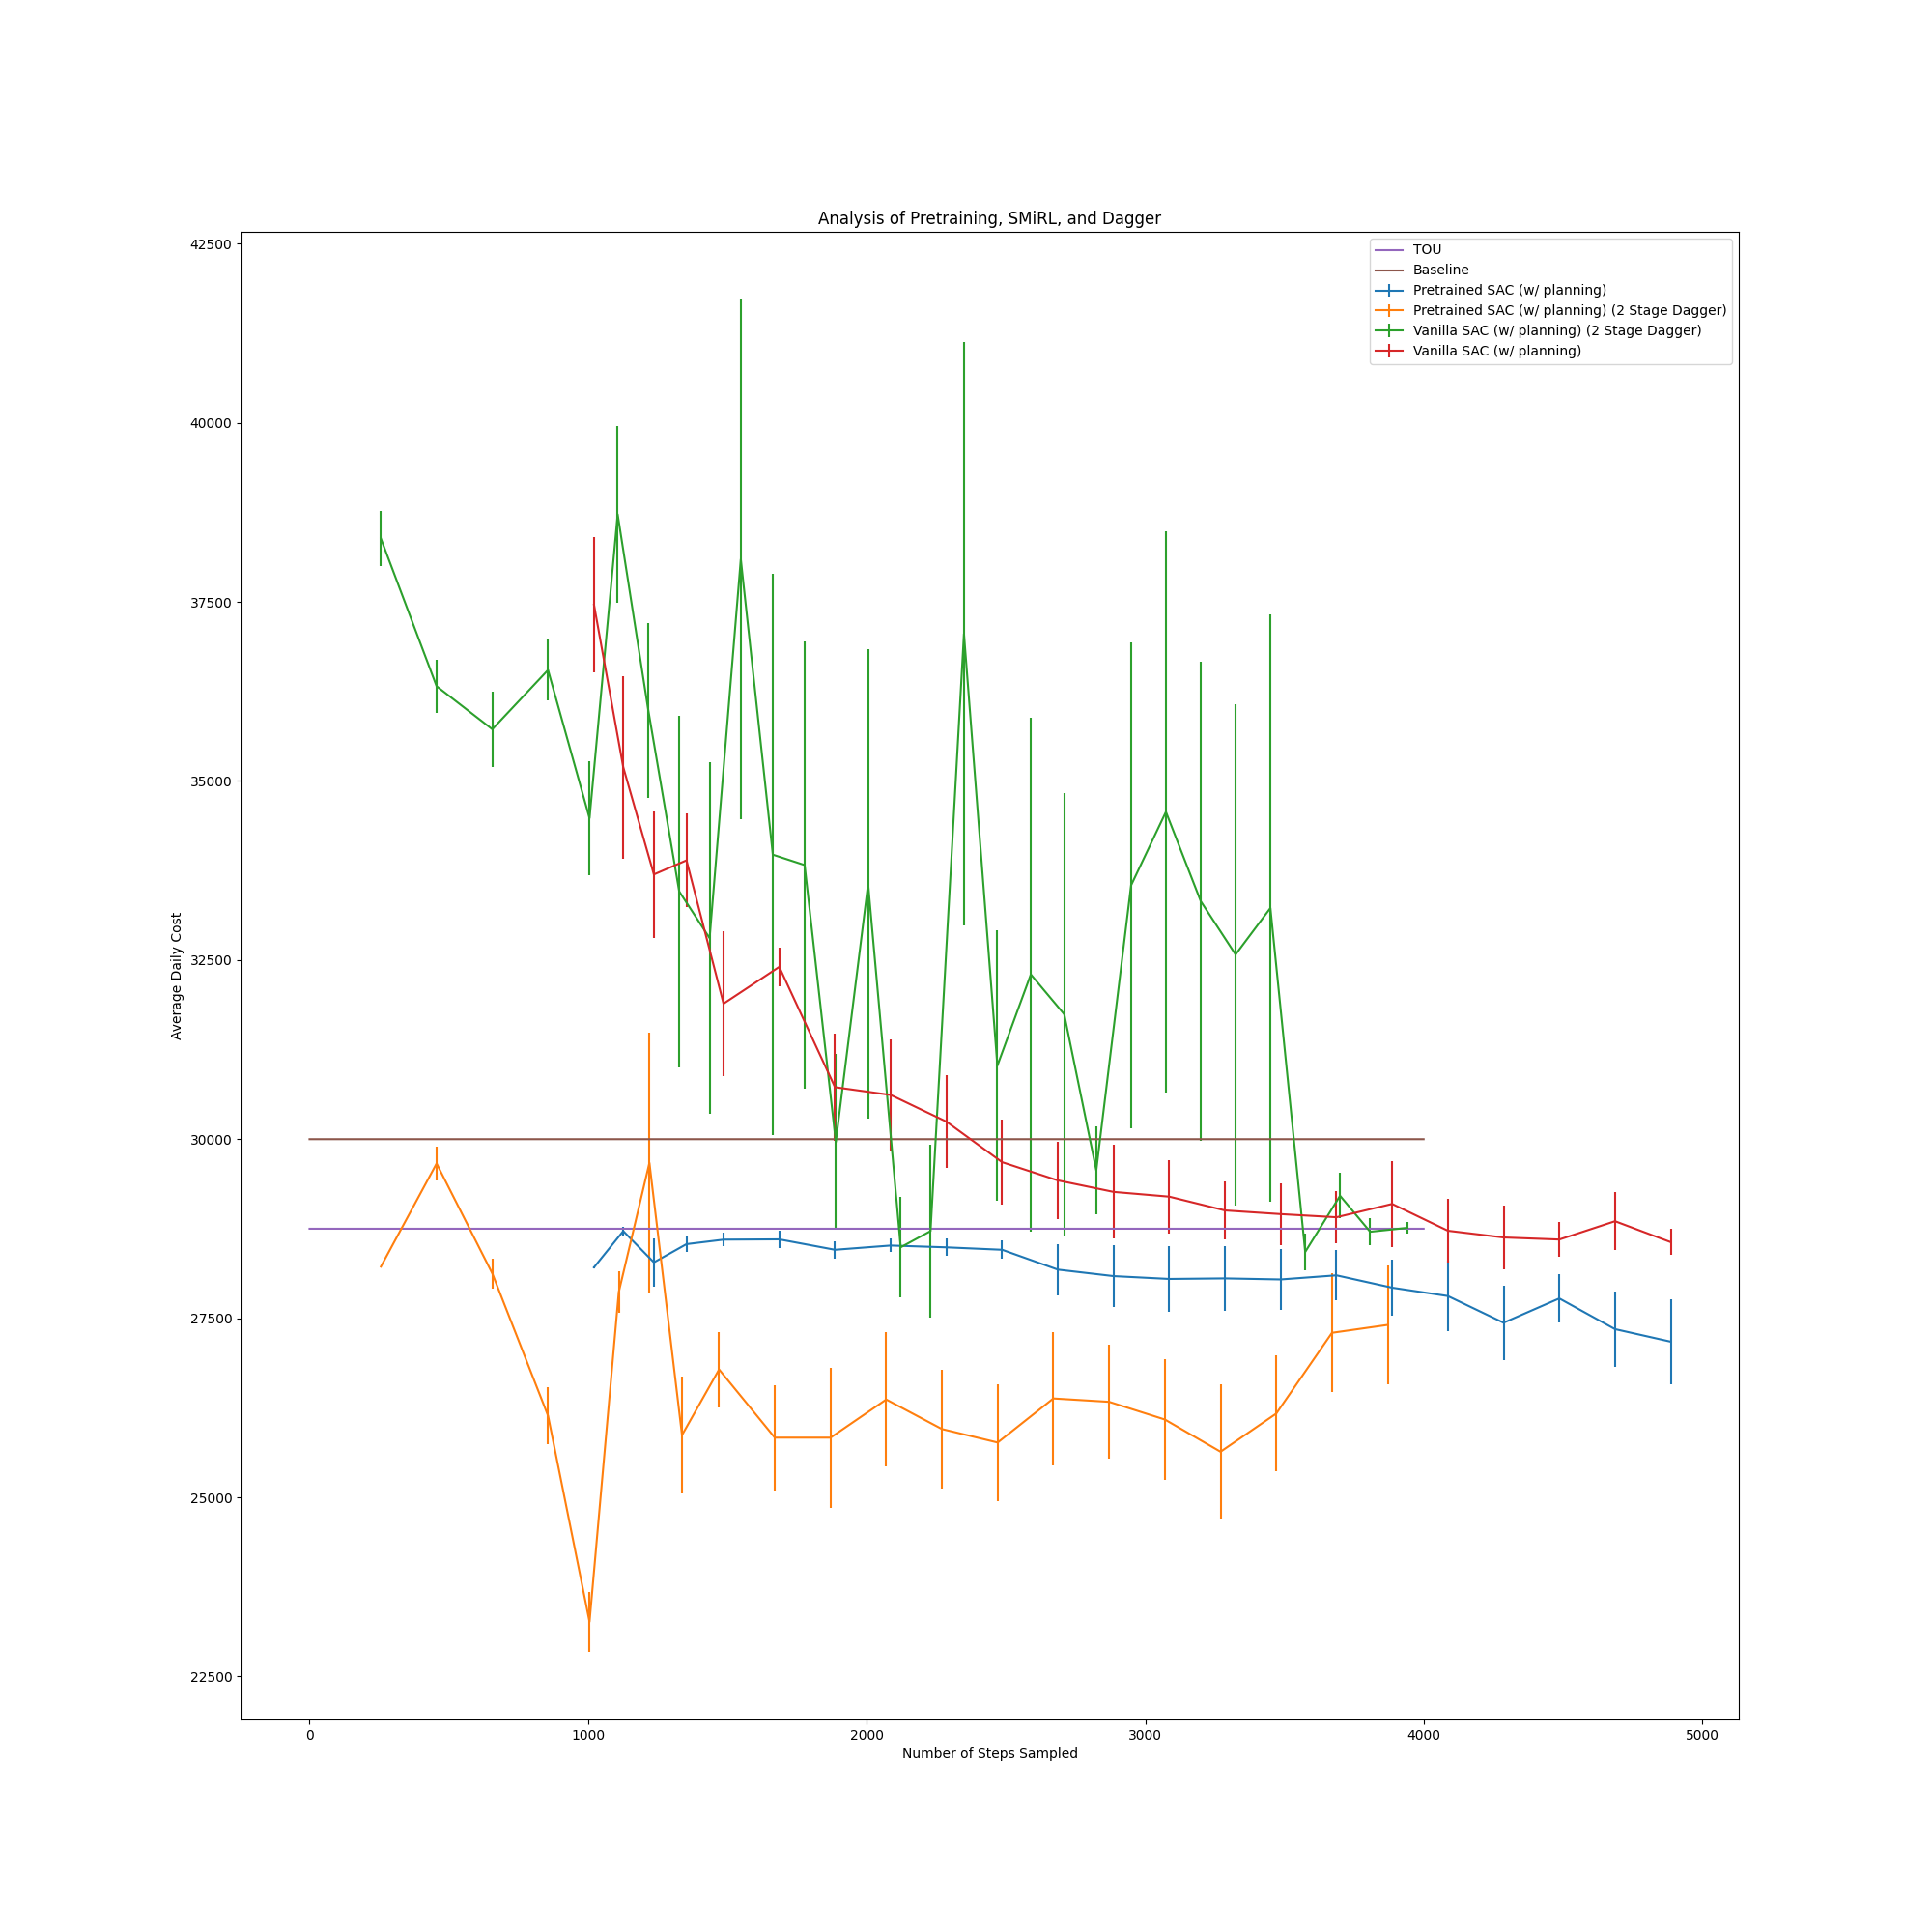 Analysis of Pretraining, SMiRL, and Dagger
42500
40000
37500
35000
32500
30000
27500
25000
22500
Average Daily Cost
TOU
Baseline
Pretrained SAC (w/ planning)
Pretrained SAC (w/ planning) (2 Stage Dagger)
Vanilla SAC (w/ planning) (2 Stage Dagger)
Vanilla SAC (w/ planning)
0 1000 2000 3000 4000 5000
Number of Steps Sampled